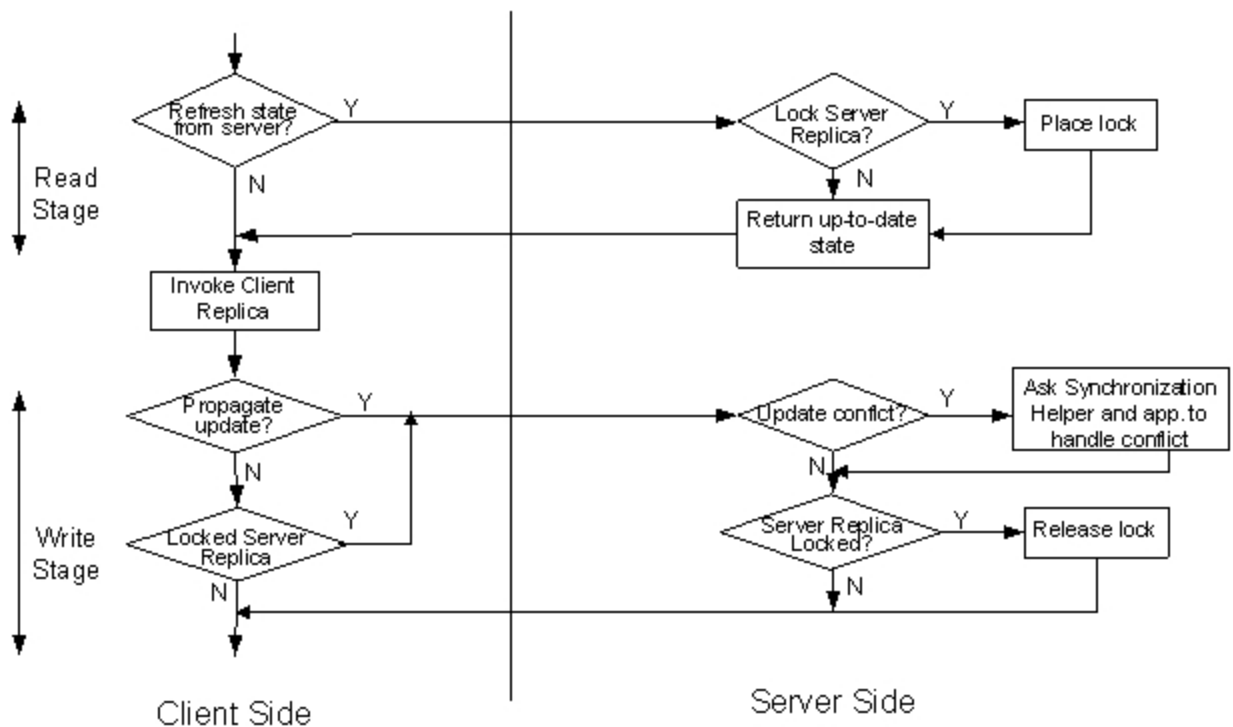 Refresh state
from server?
Y
Lock Server
Replica?
Y
Place lock
N
N
Read
Stage
Return up-to-date
state
Invoke Client
Replica
Propagate
update?
Y
Update conflct?
Y
Ask Synchronization
Helper and app. to
handle conflict
N
N
Locked Server
Replica
Y
Server Replica
Locked?
Y
Release lock
Write
Stage
N
N
Client Side
Server Side